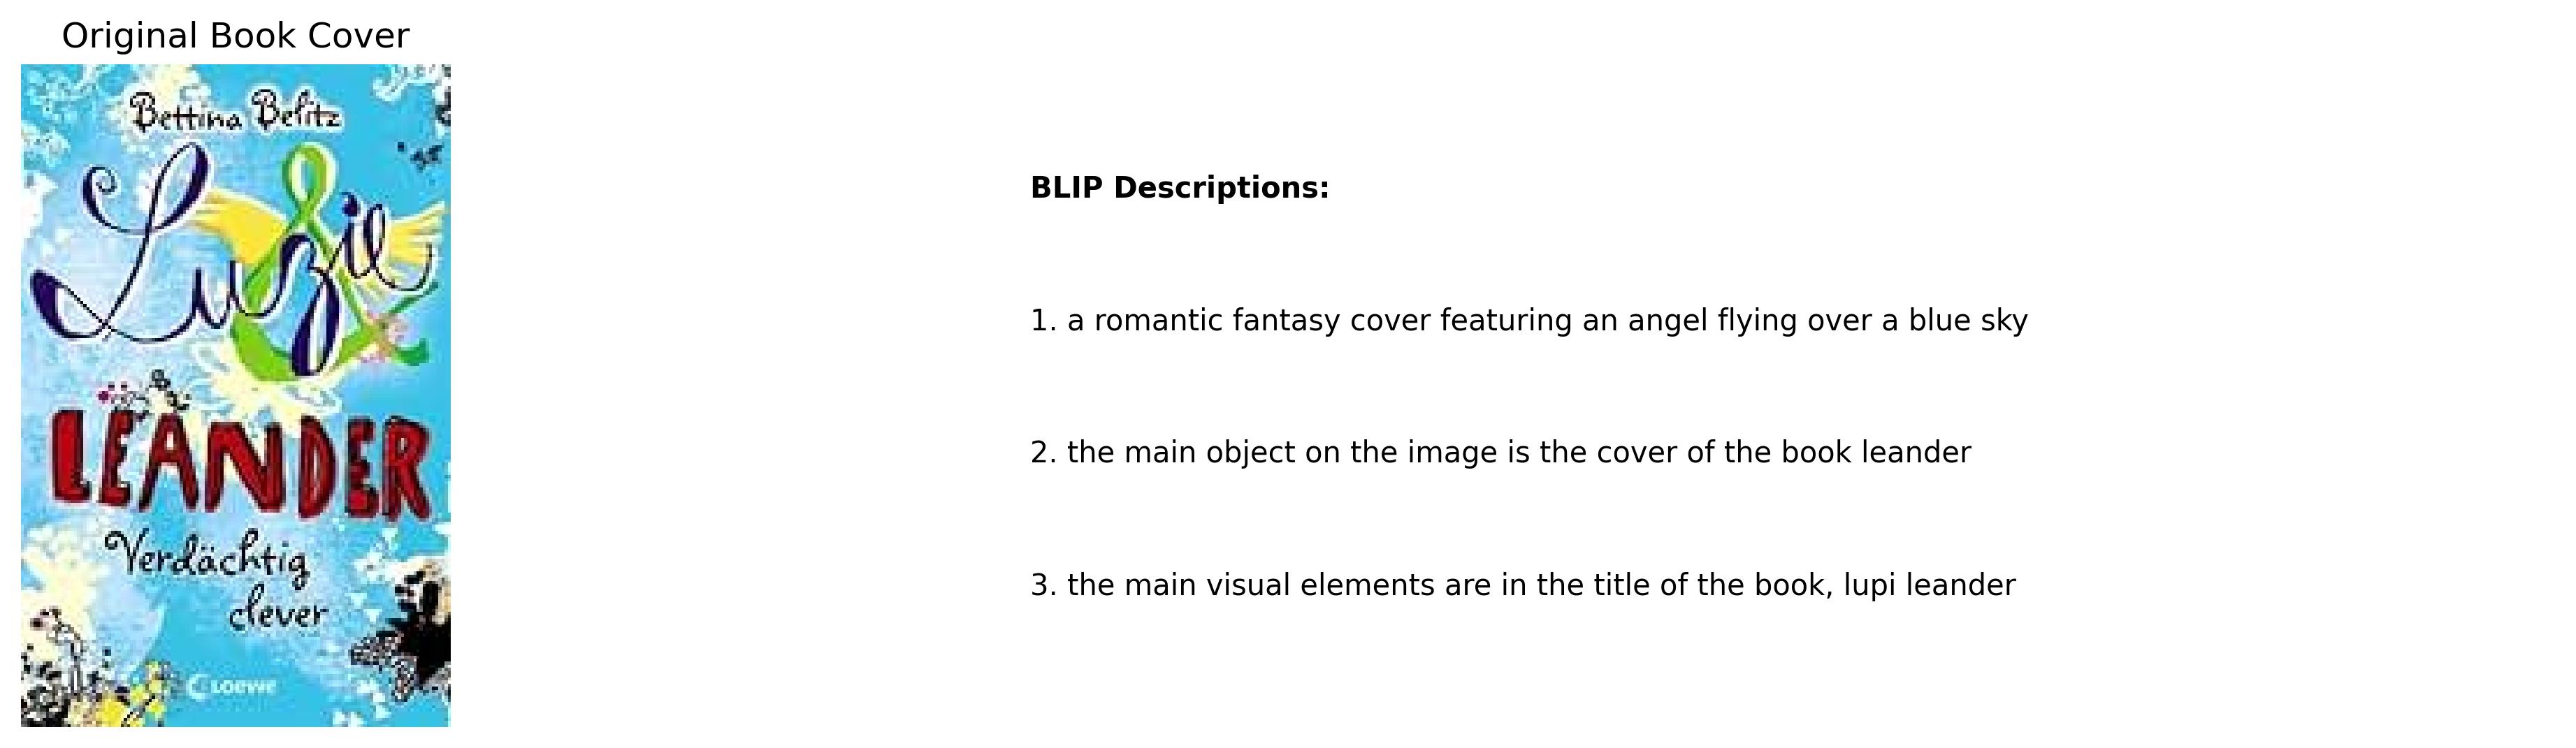 Original Book Cover
Bettina Belitz
Luzie
&
LEANDER
Verdächtig
clever
LOEWE
BLIP Descriptions:
1. a romantic fantasy cover featuring an angel flying over a blue sky
2. the main object on the image is the cover of the book leander
3. the main visual elements are in the title of the book, lupi leander